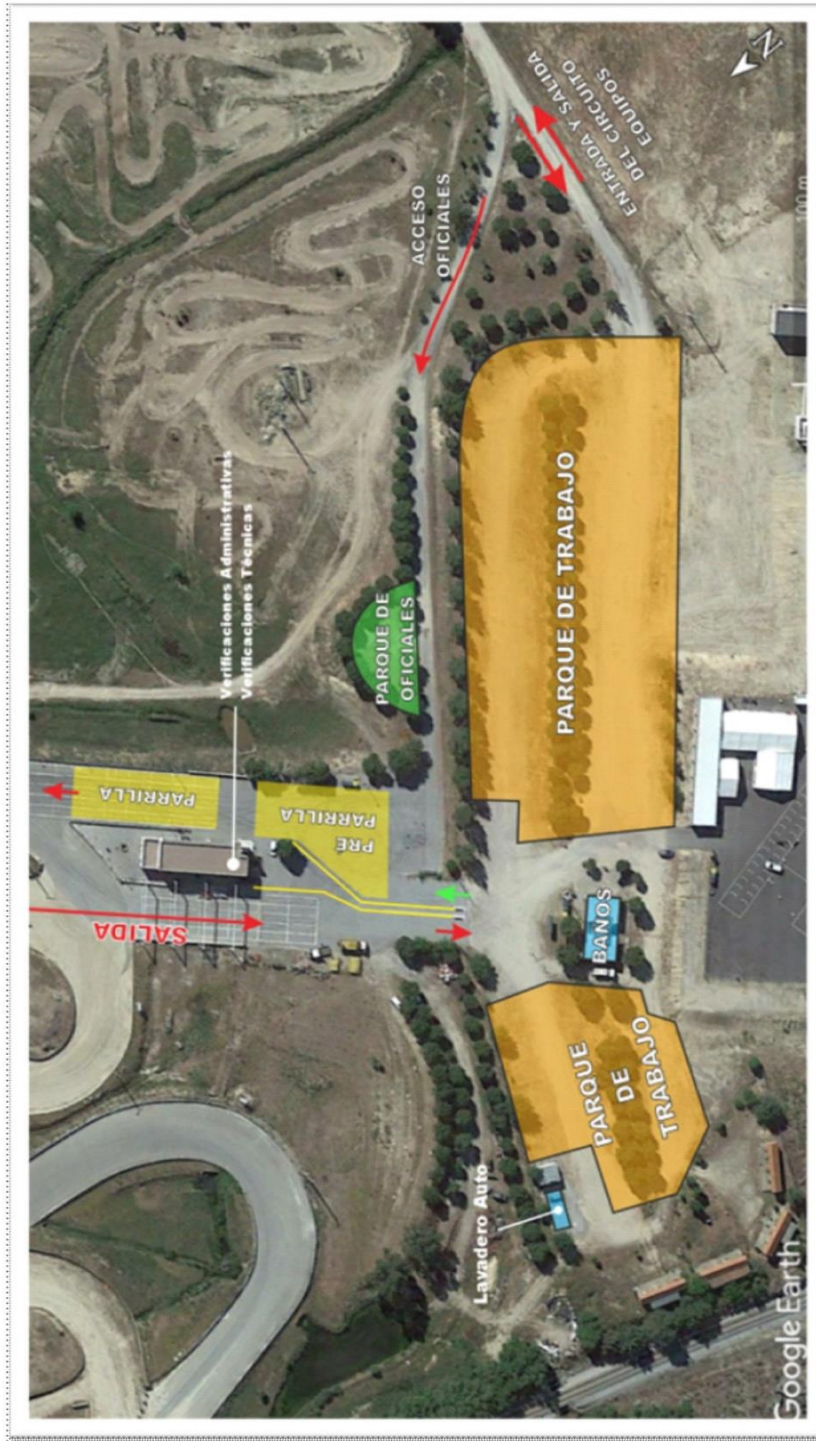 N
ENTRADA Y SALIDA
DEL CIRCUITO
EQUIPOS
100 m
ACCESO
OFICIALES
Verificaciones Administrativas
Verificaciones Técnicas
PARQUE DE
OFICIALES
PARQUE DE TRABAJO
PARRILLA
PRE
PARRILLA
SALIDA
BAÑOS
PARQUE
DE
TRABAJO
Lavadero Auto
Google Earth